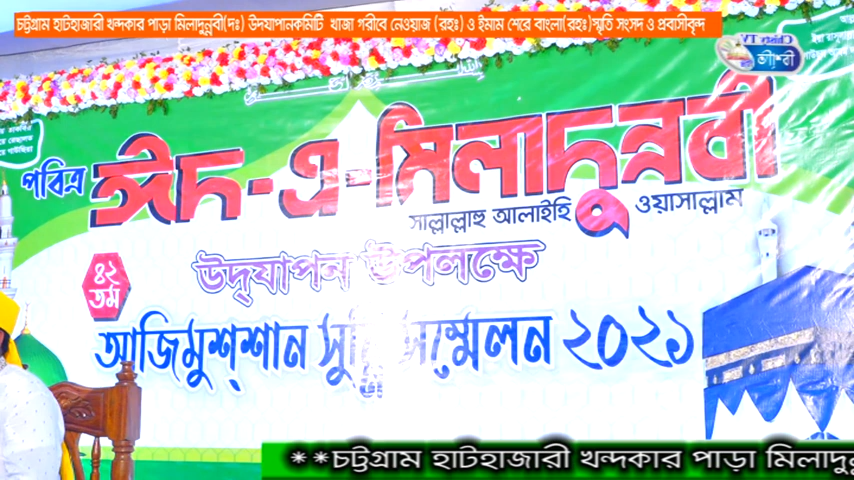 চট্টগ্রাম হাটহাজারী খন্দকার পাড়া মিলাদুন্নবী(দঃ) উদযাপানকমিটি খাজা গরীবে নেওয়াজ (রহঃ) ও ইমাম শেরে বাংলা(রহঃ)স্মৃতি সংসদ ও প্রবাসীবৃন্দ
পবিত্র ঈদ-এ-মিলাদুন্নবী
সাল্লাল্লাহু আলাইহি ওয়াসাল্লাম
৪২
তম
উদ্‌যাপন উপলক্ষে
আজিমুশ্‌শান সুন্নি সম্মেলন ২০২১
**চট্টগ্রাম হাটহাজারী খন্দকার পাড়া মিলাদু